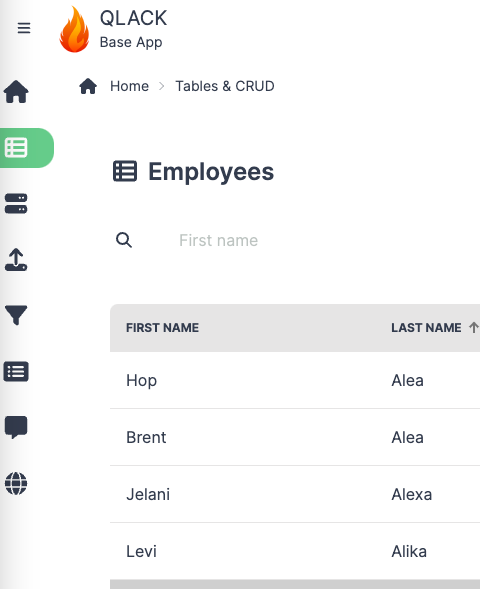 QLACK
Base App
Home > Tables & CRUD
Employees
First name
FIRST NAME LAST NAME ↑
Hop Alea
Brent Alea
Jelani Alexa
Levi Alika